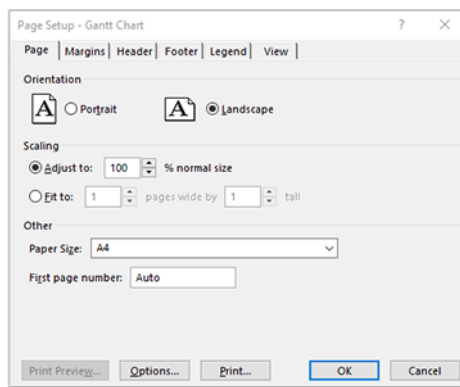 Page Setup - Gantt Chart ? ×
Page Margins Header Footer Legend View
Orientation
A Portrait A Landscape
Scaling
Adjust to: 100 % normal size
Fit to: 1 pages wide by 1 tall
Other
Paper Size: A4
First page number: Auto
Print Preview... Options... Print... OK Cancel